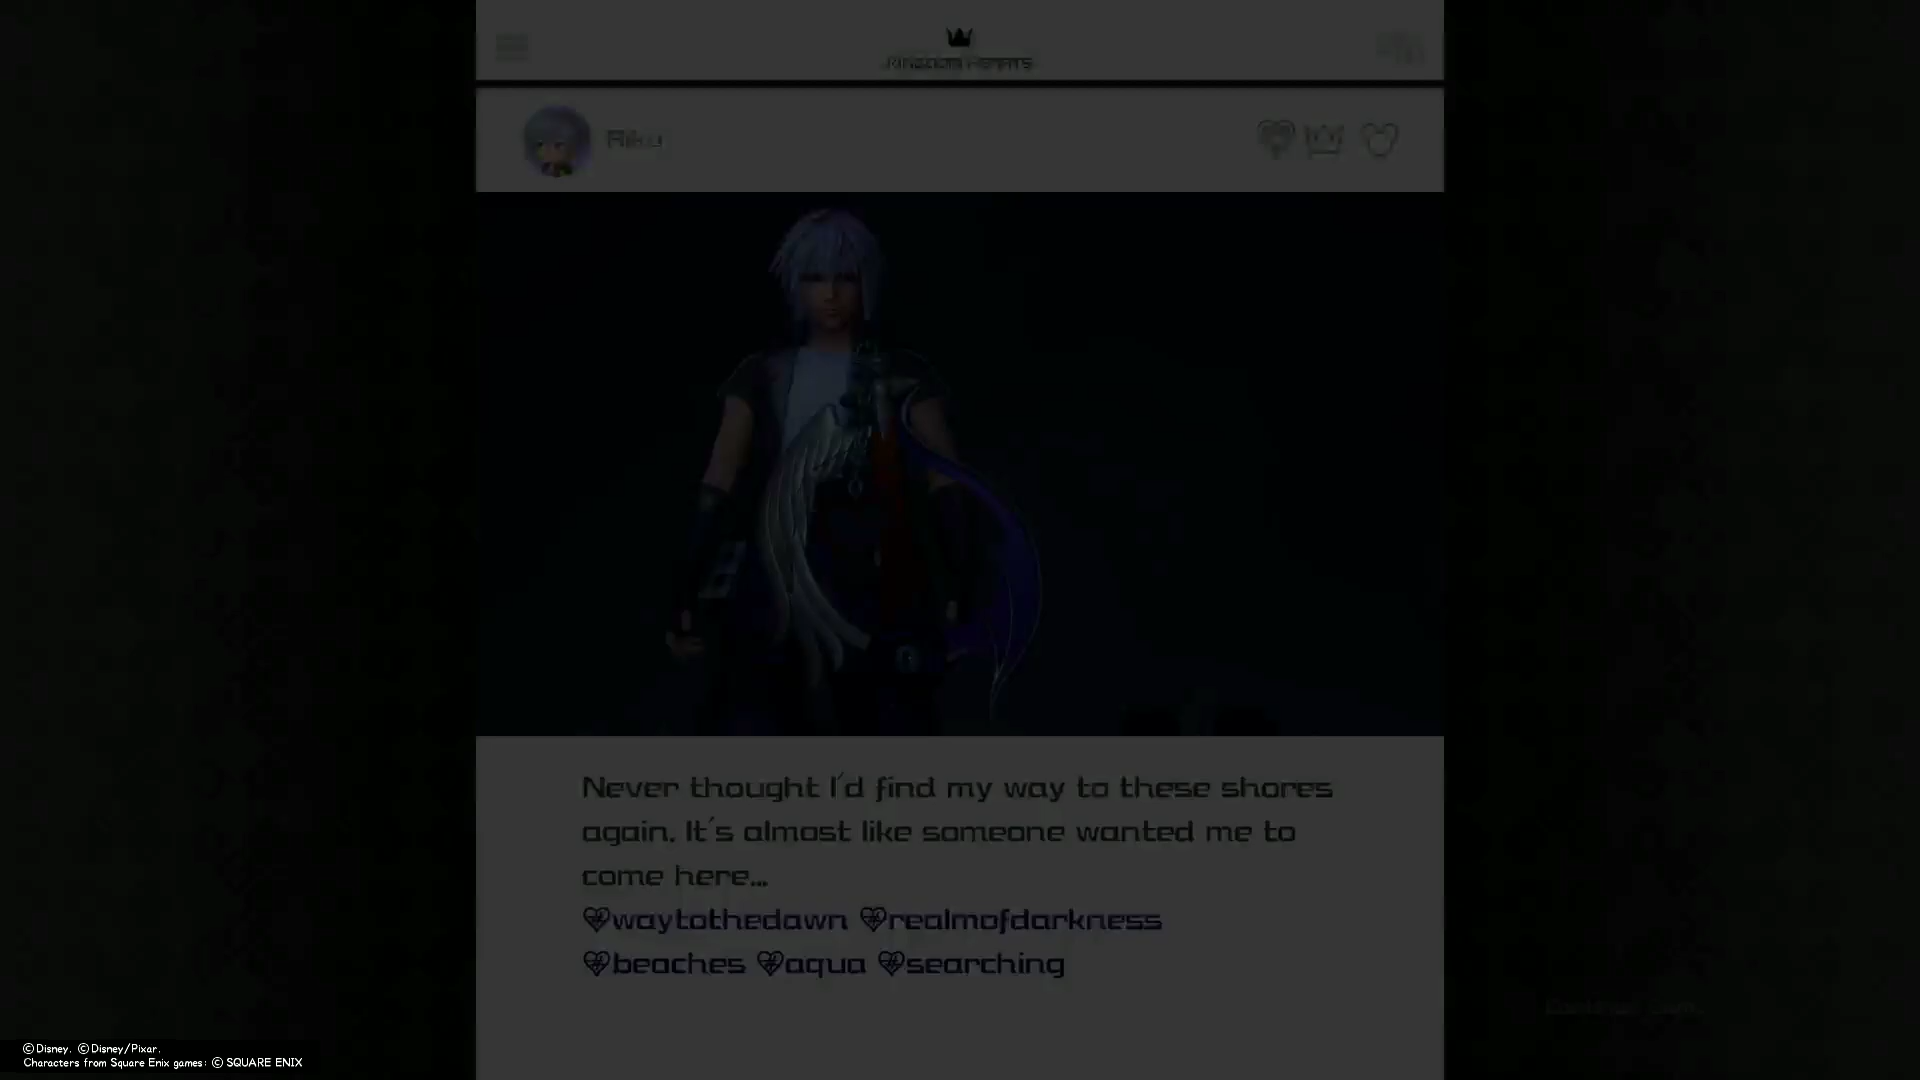 KINGDOM HEARTS
Riku
Never thought I'd find my way to these shores
again. It's almost like someone wanted me to
come here...
#waytothedawn #realmofdarkness
#beaches #aqua #searching
©Disney. ©Disney/Pixar.
Characters from Square Enix games: © SQUARE ENIX